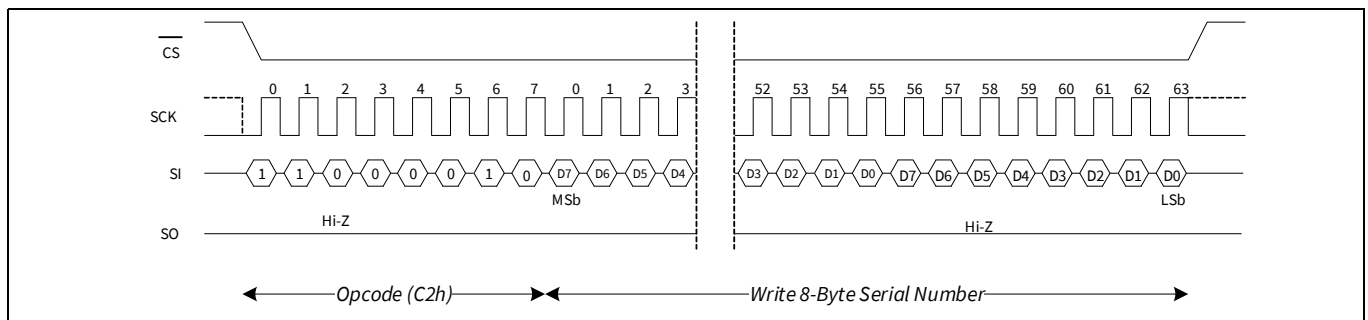 CS
0 1 2 3 4 5 6 7 0 1 2 3 52 53 54 55 56 57 58 59 60 61 62 63
SCK
SI 1 1 0 0 0 0 1 0 D7 D6 D5 D4 D3 D2 D1 D0 D7 D6 D5 D4 D3 D2 D1 D0
MSb LSb
Hi-Z Hi-Z
SO
Opcode (C2h) Write 8-Byte Serial Number